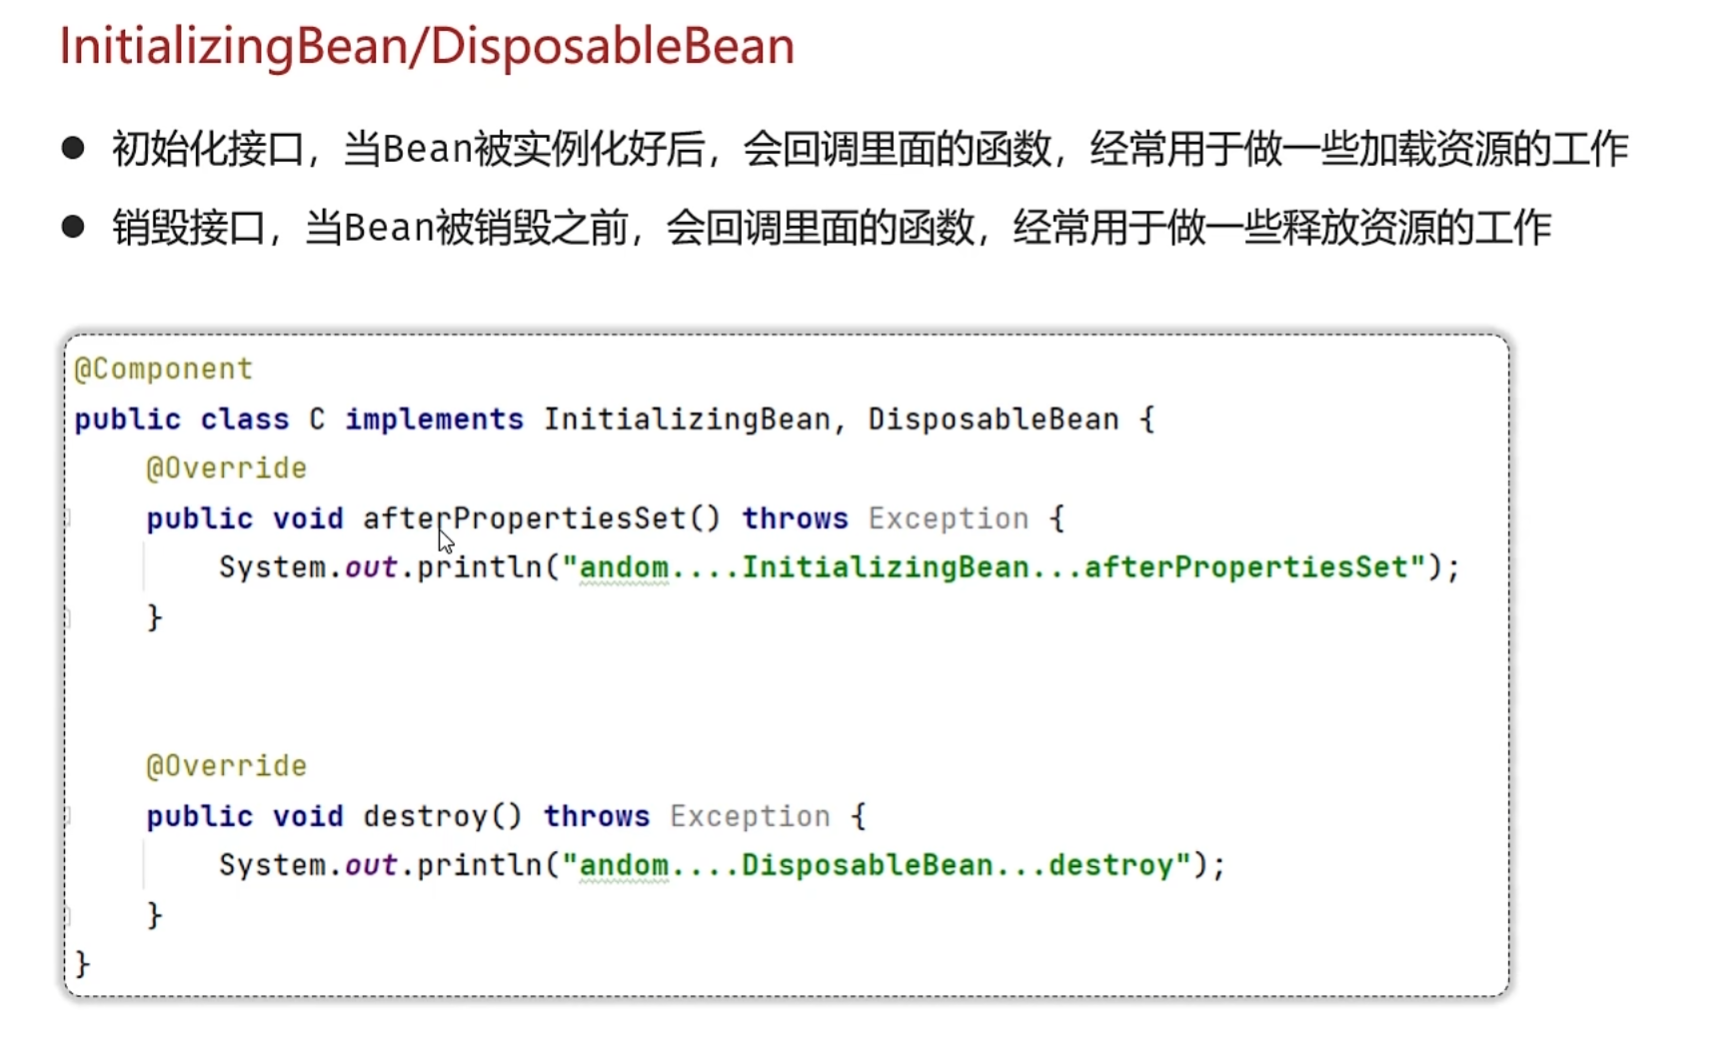 InitializingBean/DisposableBean
● 初始化接口，当Bean被实例化好后，会回调里面的函数，经常用于做一些加载资源的工作
● 销毁接口，当Bean被销毁之前，会回调里面的函数，经常用于做一些释放资源的工作
@Component
public class C implements InitializingBean, DisposableBean {
@Override
public void afterPropertiesSet() throws Exception {
System.out.println("andom....InitializingBean...afterPropertiesSet");
}
@Override
public void destroy() throws Exception {
System.out.println("andom....DisposableBean...destroy");
}
}